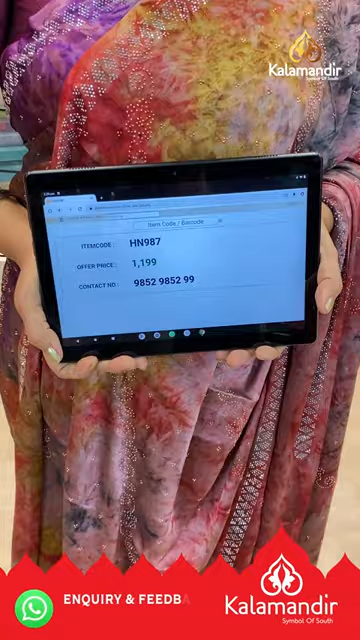 Kalamandir
Symbol Of South
Item Code / Barcode
ITEMCODE : HN987
OFFER PRICE : 1,199
CONTACT NO : 9852 9852 99
ENQUIRY & FEEDBA
Kalamandir
Symbol Of South